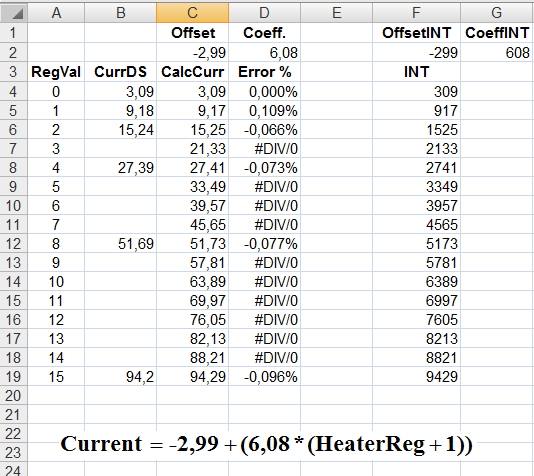 A B C D E F G
1 Offset Coeff. OffsetINT CoeffINT
2 -2,99 6,08 -299 608
3 RegVal CurrDS CalcCurr Error % INT
4 0 3,09 3,09 0,000% 309
5 1 9,18 9,17 0,109% 917
6 2 15,24 15,25 -0,066% 1525
7 3 21,33 #DIV/0 2133
8 4 27,39 27,41 -0,073% 2741
9 5 33,49 #DIV/0 3349
10 6 39,57 #DIV/0 3957
11 7 45,65 #DIV/0 4565
12 8 51,69 51,73 -0,077% 5173
13 9 57,81 #DIV/0 5781
14 10 63,89 #DIV/0 6389
15 11 69,97 #DIV/0 6997
16 12 76,05 #DIV/0 7605
17 13 82,13 #DIV/0 8213
18 14 88,21 #DIV/0 8821
19 15 94,2 94,29 -0,096% 9429
20
21
22
Current = -2,99 + (6,08 * (HeaterReg + 1))
23
24